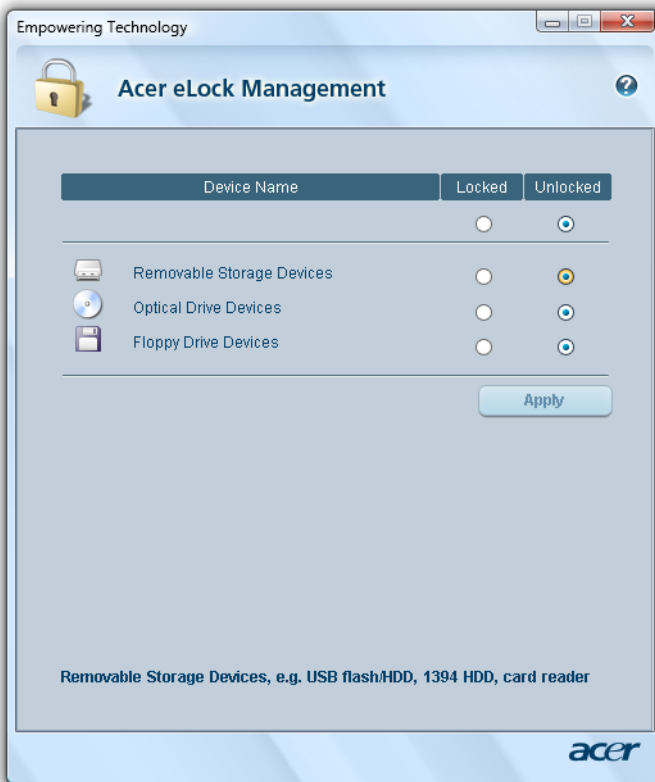 Empowering Technology
Acer eLock Management
Device Name Locked Unlocked
Removable Storage Devices
Optical Drive Devices
Floppy Drive Devices
Apply
Removable Storage Devices, e.g. USB flash/HDD, 1394 HDD, card reader
acer